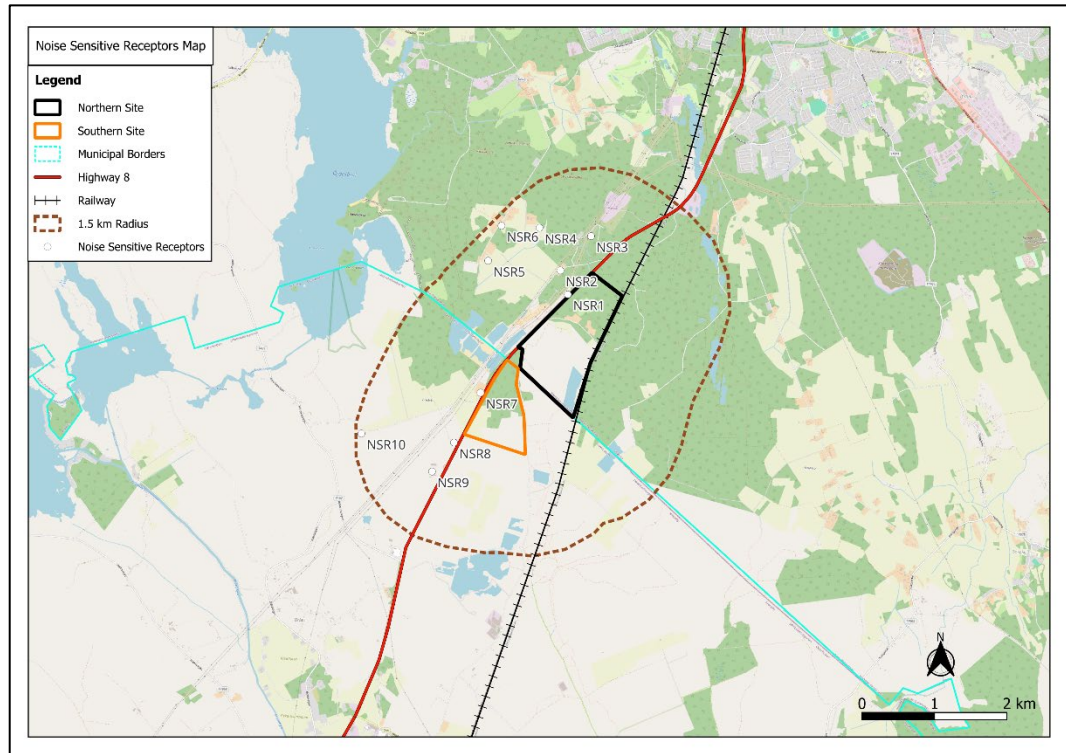 Noise Sensitive Receptors Map
Legend
Northern Site
Southern Site
Municipal Borders
Highway 8
Railway
1.5 km Radius
Noise Sensitive Receptors
NSR6
NSR4
NSR3
NSR5
NSR2
NSR1
NSR7
NSR10
NSR8
NSR9
N
0 1 2 km